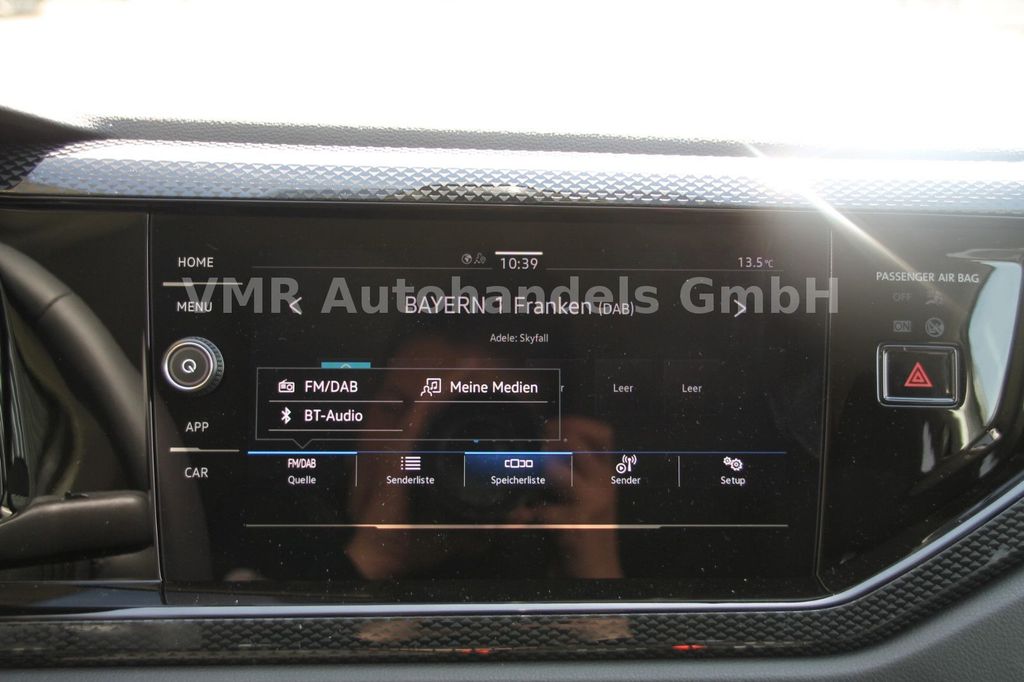 HOME
10:39
13.5°C
MENU
VMR Autohandels GmbH
BAYERN 1 Franken (DAB)
Adele: Skyfall
PASSENGER AIR BAG
OFF
ON
FM/DAB
Meine Medien
Leer
Leer
BT-Audio
APP
CAR
FM/DAB
Quelle
Senderliste
Speicherliste
Sender
Setup